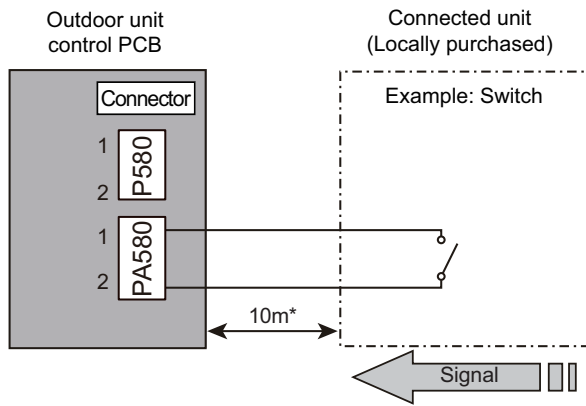 Outdoor unit
control PCB
Connected unit
(Locally purchased)
Connector
Example: Switch
1
2
P580
1
2
PA580
10m*
Signal